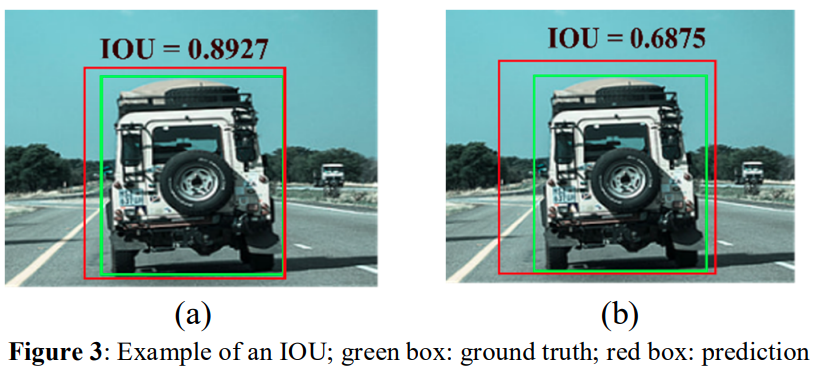 IOU = 0.8927
IOU = 0.6875
(a)
(b)
Figure 3: Example of an IOU; green box: ground truth; red box: prediction